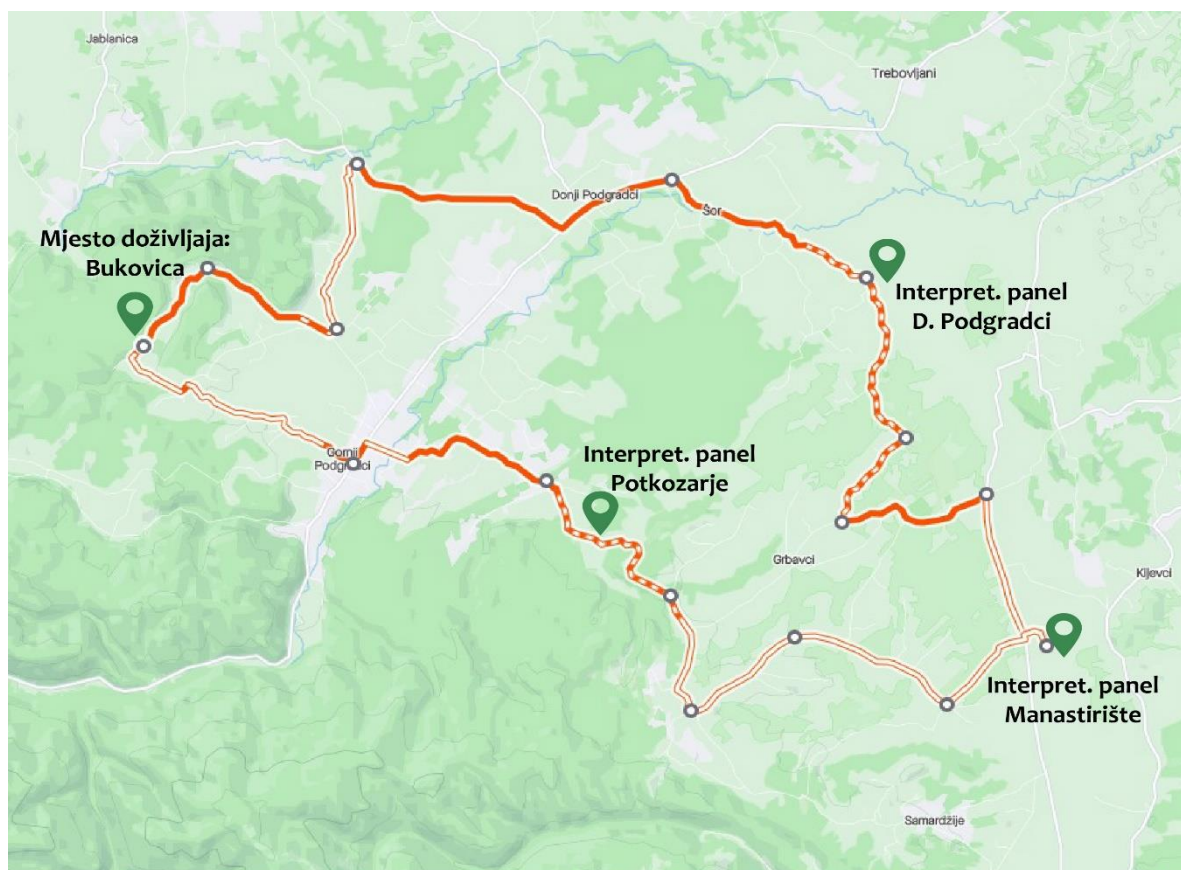 Jablanica
Trebovljani
Donji Podgradci
Šor
Mjesto doživljaja:
Bukovica
Interpret. panel
D. Podgradci
Gornji
Podgradci
Interpret. panel
Potkozarje
Grbavci
Kljevci
Interpret. panel
Manastirište
Samardžije